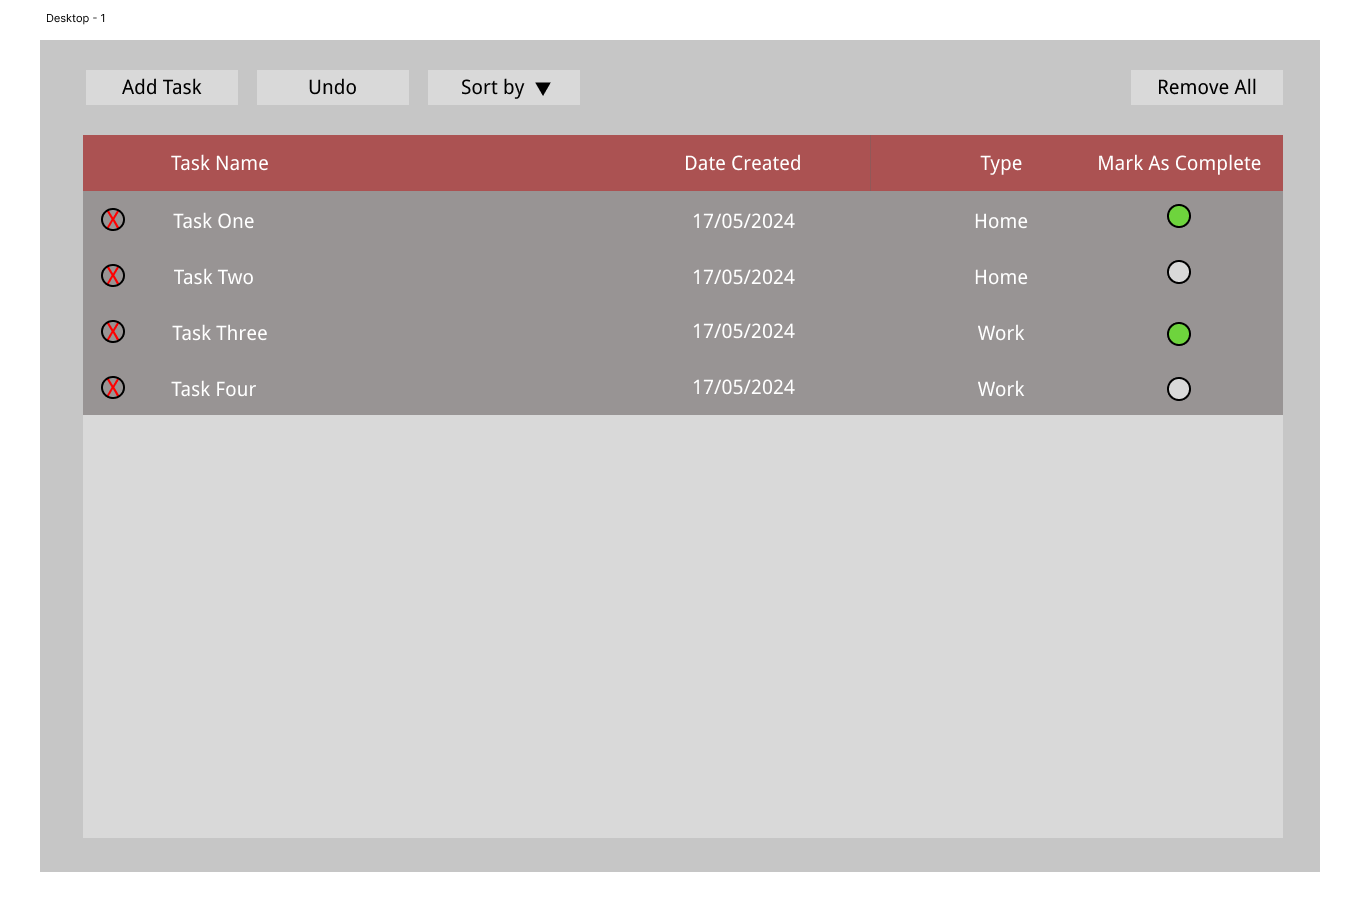 Desktop - 1
Add Task Undo Sort by ▼ Remove All
Task Name Date Created Type Mark As Complete
X Task One 17/05/2024 Home
X Task Two 17/05/2024 Home
X Task Three 17/05/2024 Work
X Task Four 17/05/2024 Work